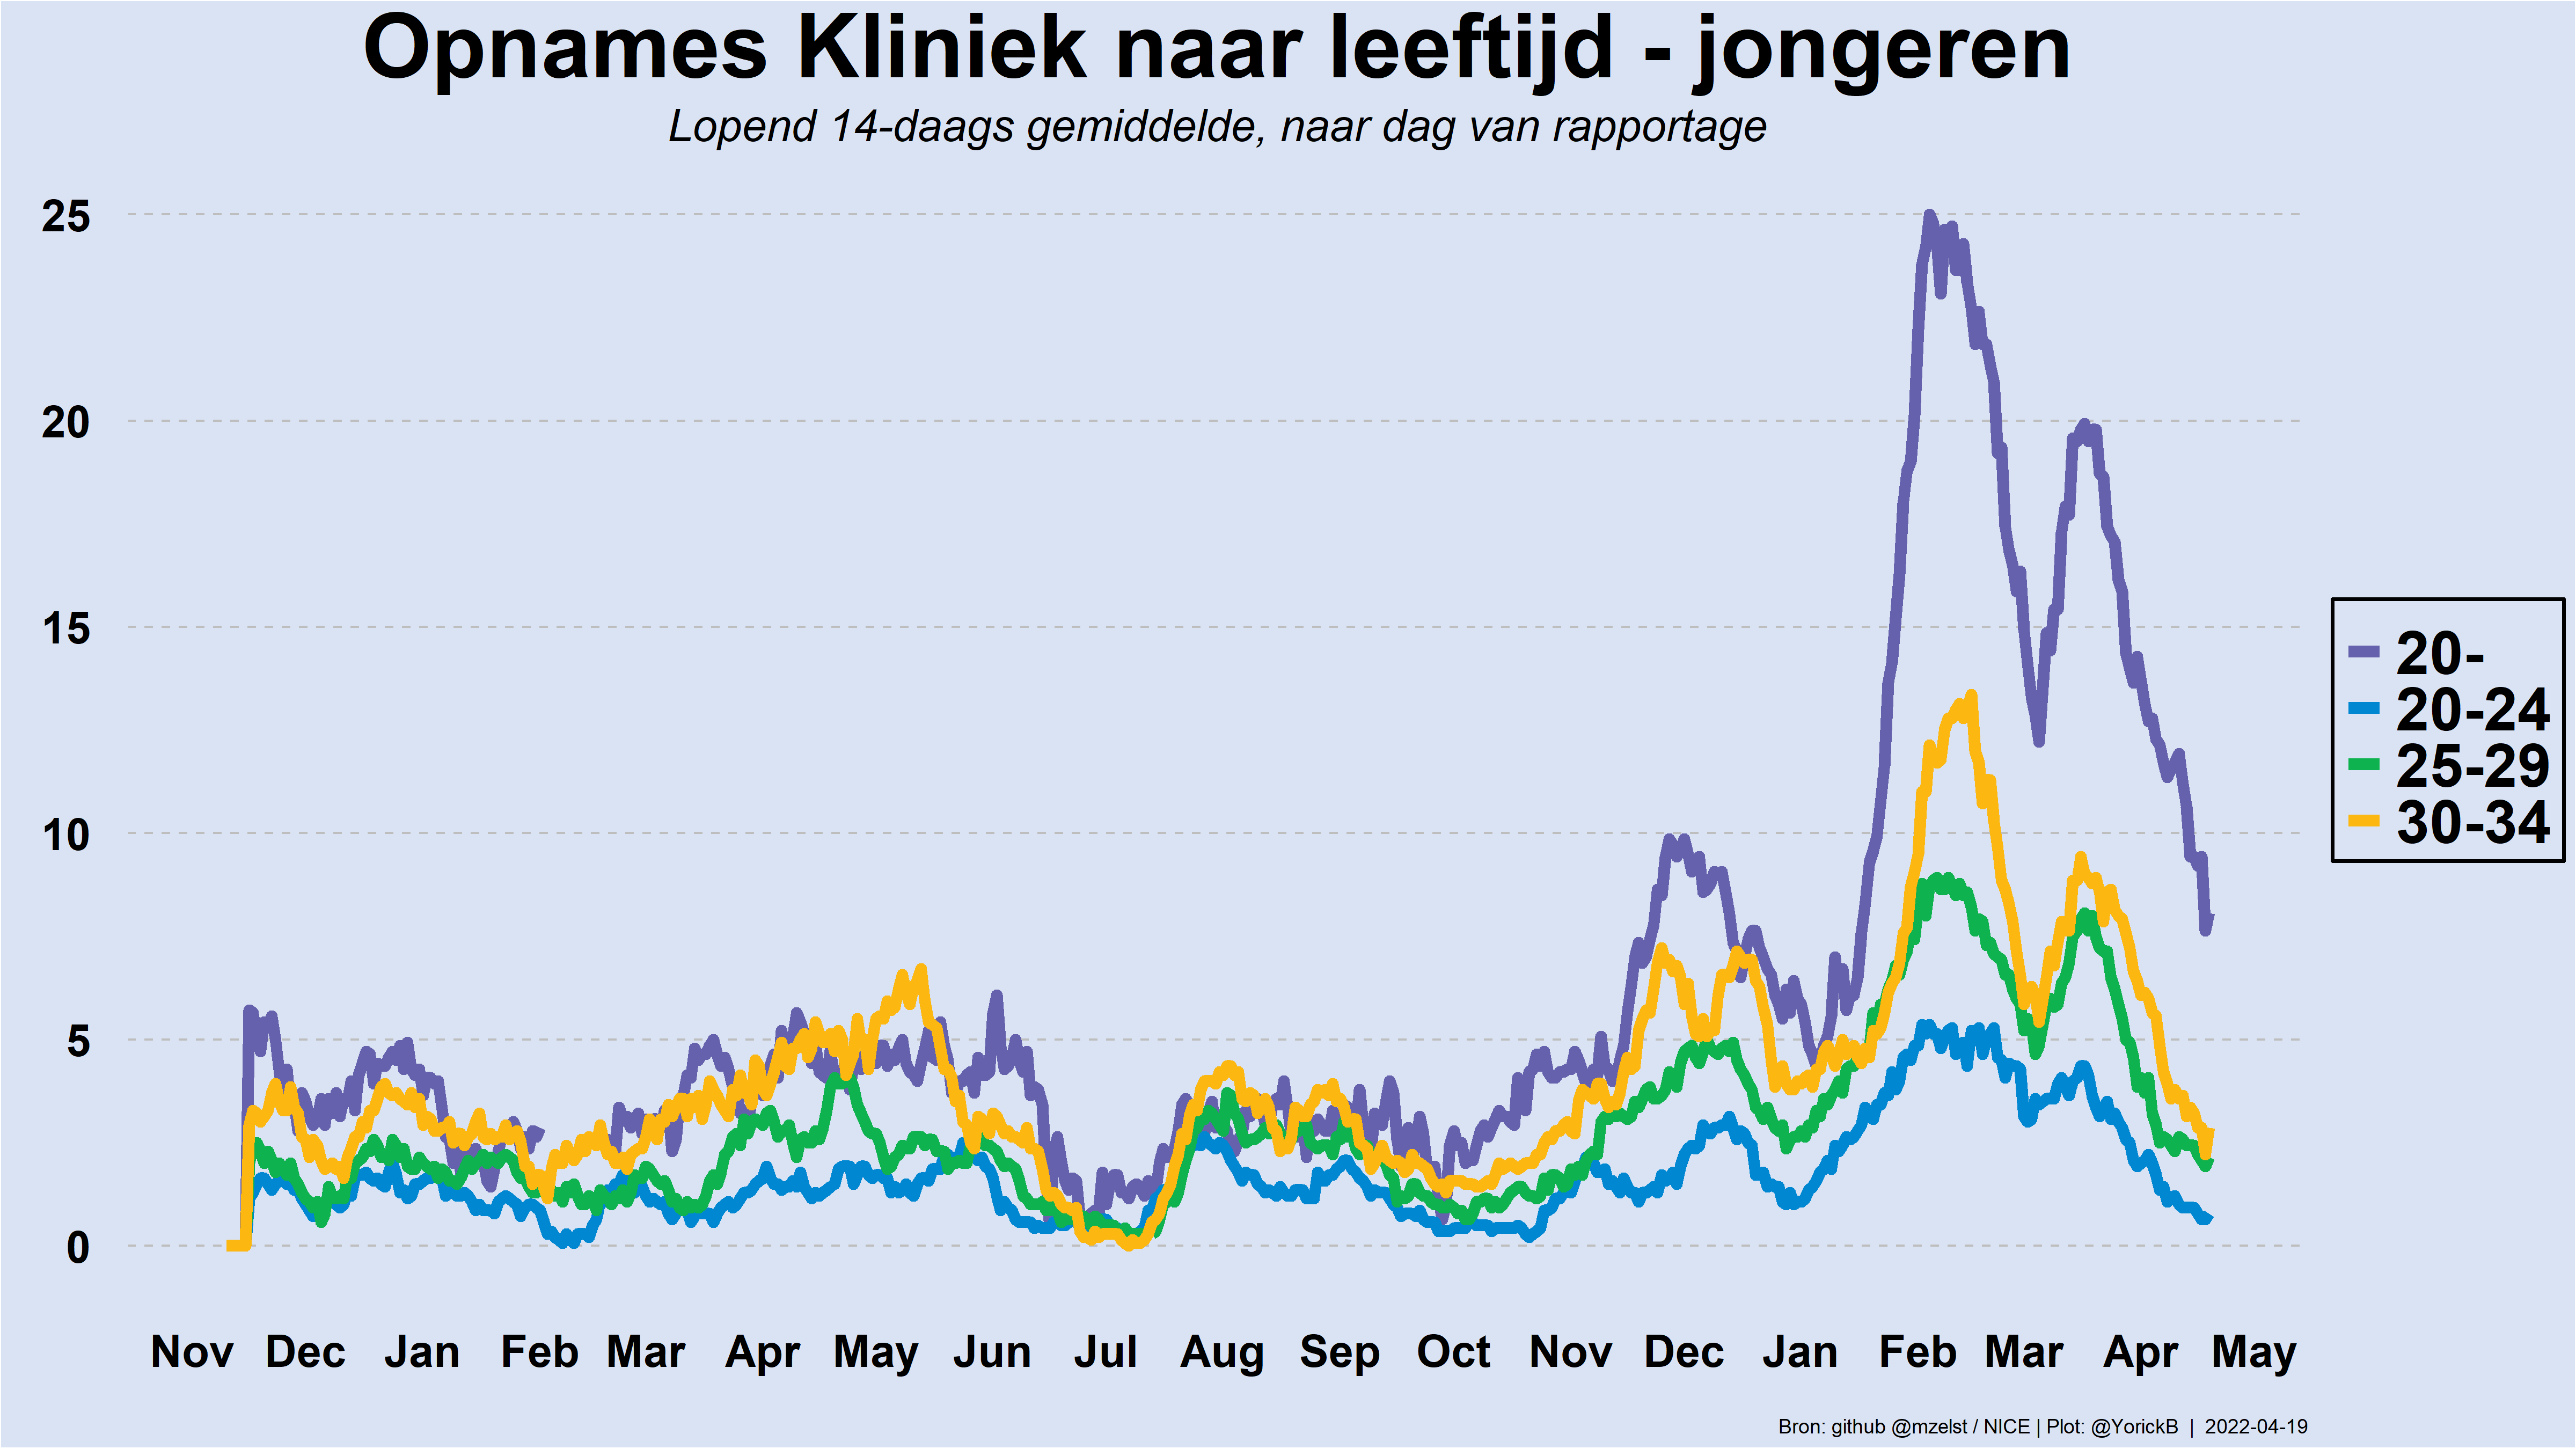 Opnames Kliniek naar leeftijd - jongeren
Lopend 14-daags gemiddelde, naar dag van rapportage
25
20
15
10
5
0
20-
20-24
25-29
30-34
Nov Dec Jan Feb Mar Apr May Jun Jul Aug Sep Oct Nov Dec Jan Feb Mar Apr May
Bron: github @mzelst / NICE | Plot: @YorickB | 2022-04-19